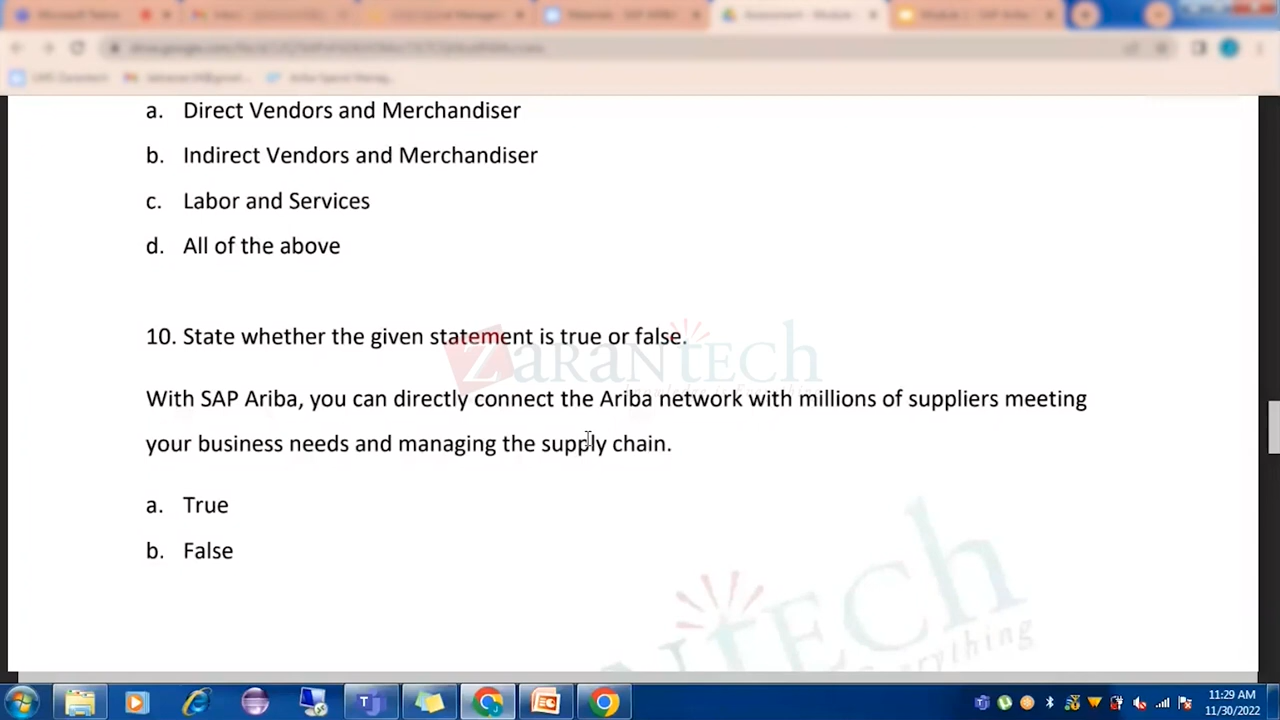 a. Direct Vendors and Merchandiser
b. Indirect Vendors and Merchandiser
c. Labor and Services
d. All of the above
10. State whether the given statement is true or false.
ZaranTech
With SAP Ariba, you can directly connect the Ariba network with millions of suppliers meeting
your business needs and managing the supply chain.
a. True
b. False
11:29 AM
11/30/2022